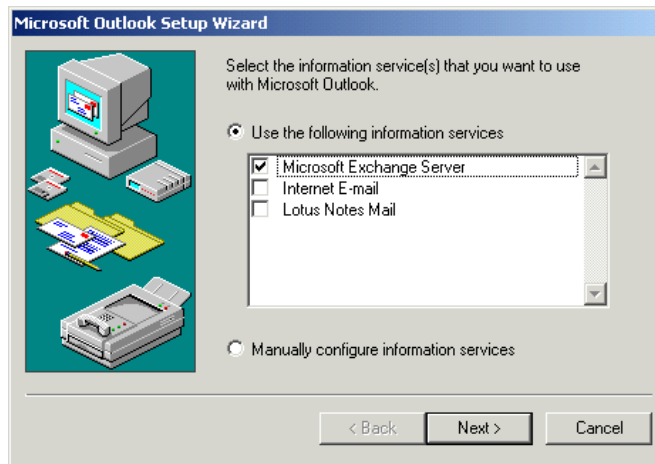 Microsoft Outlook Setup Wizard
Select the information service(s) that you want to use
with Microsoft Outlook.
Use the following information services
Microsoft Exchange Server
Internet E-mail
Lotus Notes Mail
Manually configure information services
< Back
Next >
Cancel